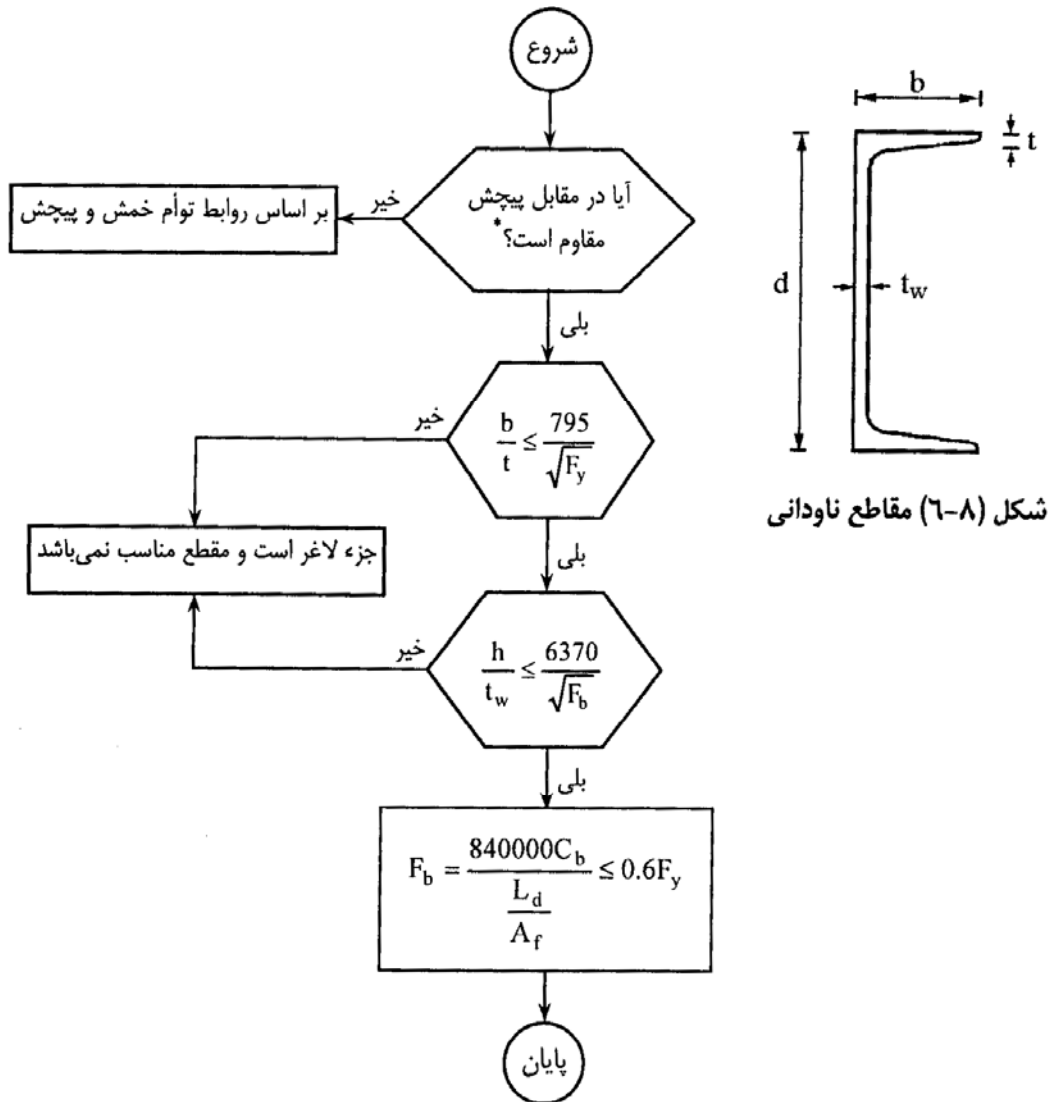 شروع
آیا در مقابل پیچش
مقاوم است؟*
خیر
بر اساس روابط توأم خمش و پیچش
بلی
b/t ≤ 795/√F_y
خیر
جزء لاغر است و مقطع مناسب نمی‌باشد
بلی
h/t_w ≤ 6370/√F_b
خیر
بلی
F_b = 840000C_b / (L_d/A_f) ≤ 0.6F_y
پایان
b
t
d
t_w
شکل (۸-٦) مقاطع ناودانی